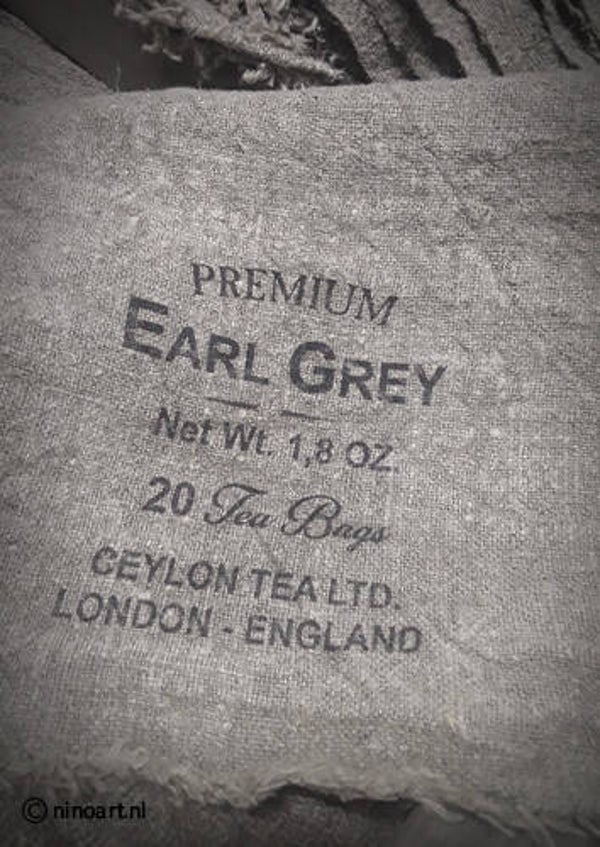 PREMIUM
EARL GREY
Net Wt. 1,8 OZ.
20 Tea Bags
CEYLON TEA LTD.
LONDON - ENGLAND
© ninoart.nl